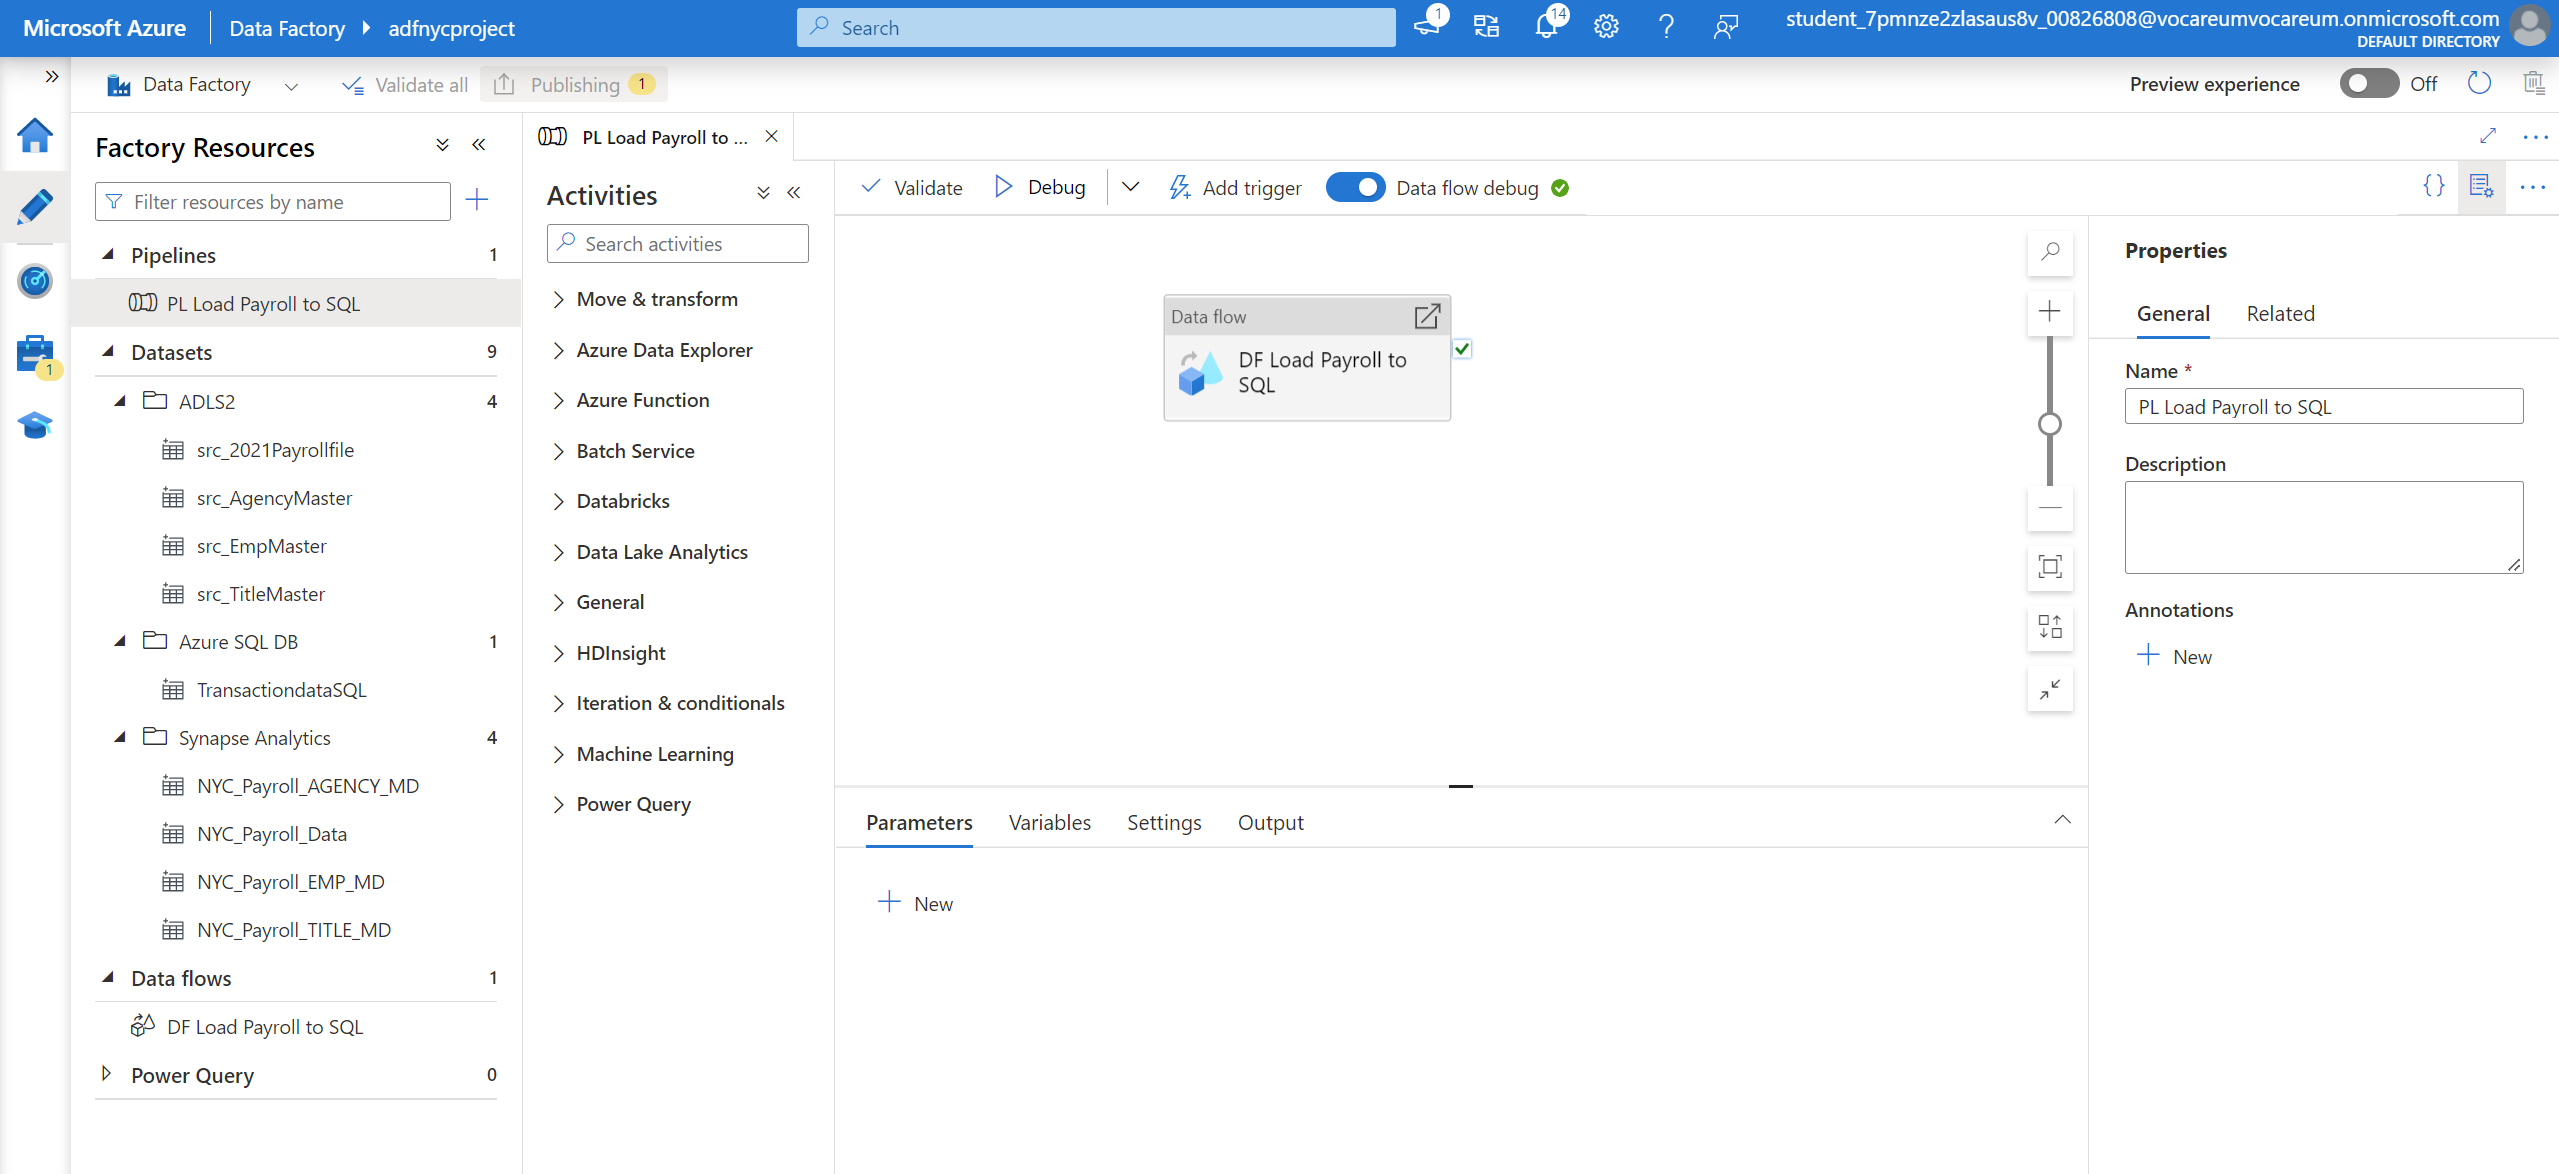 Microsoft Azure
Data Factory
adfnycproject
Search
1
14
student_7pmnze2zlasaus8v_00826808@vocareumvocareum.onmicrosoft.com
DEFAULT DIRECTORY
Data Factory
Validate all
Publishing 1
Preview experience
Off
1
Factory Resources
Filter resources by name
Pipelines 1
PL Load Payroll to SQL
Datasets 9
ADLS2 4
src_2021Payrollfile
src_AgencyMaster
src_EmpMaster
src_TitleMaster
Azure SQL DB 1
TransactiondataSQL
Synapse Analytics 4
NYC_Payroll_AGENCY_MD
NYC_Payroll_Data
NYC_Payroll_EMP_MD
NYC_Payroll_TITLE_MD
Data flows 1
DF Load Payroll to SQL
Power Query 0
PL Load Payroll to ...
Activities
Search activities
Move & transform
Azure Data Explorer
Azure Function
Batch Service
Databricks
Data Lake Analytics
General
HDInsight
Iteration & conditionals
Machine Learning
Power Query
Validate
Debug
Add trigger
Data flow debug
{}
Data flow
DF Load Payroll to
SQL
Parameters
Variables
Settings
Output
New
Properties
General
Related
Name *
PL Load Payroll to SQL
Description
Annotations
New